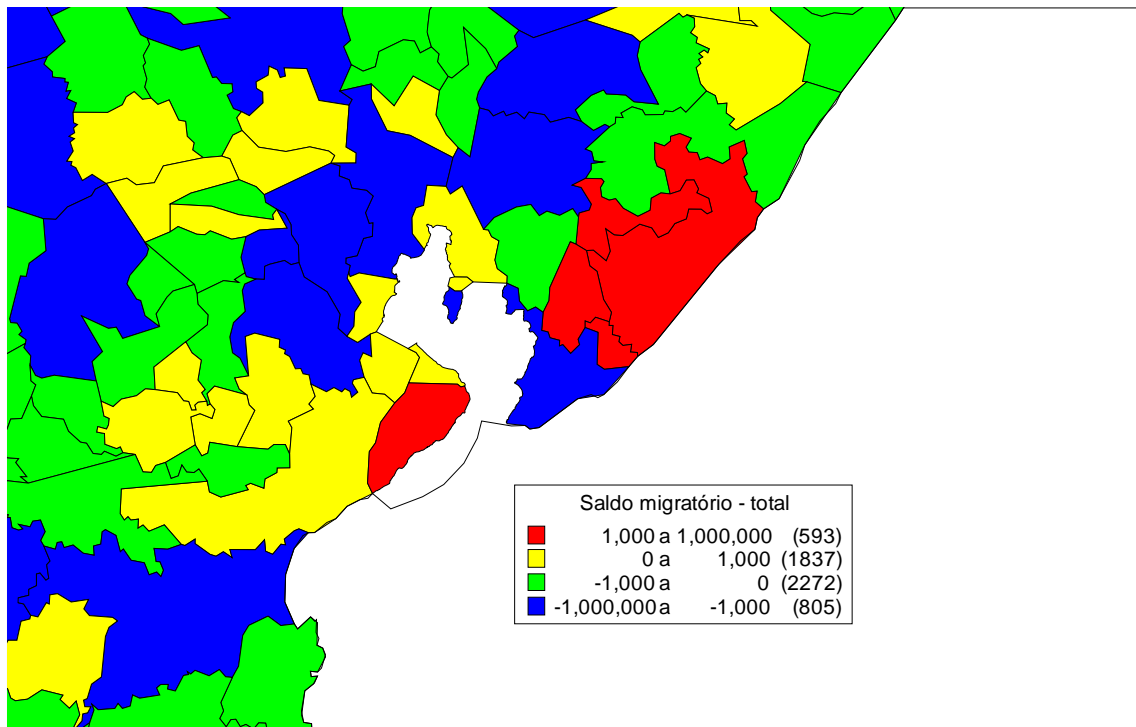 Saldo migratório - total
1,000 a 1,000,000 (593)
0 a 1,000 (1837)
-1,000 a 0 (2272)
-1,000,000 a -1,000 (805)